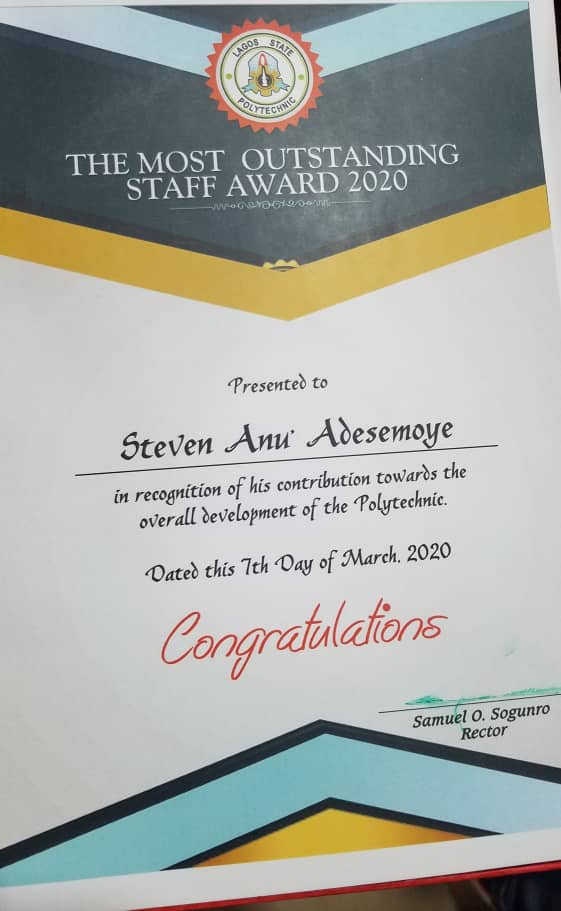 LAGOS STATE
POLYTECHNIC
THE MOST OUTSTANDING
STAFF AWARD 2020
Presented to
Steven Anu' Adesemoye
in recognition of his contribution towards the
overall development of the Polytechnic.
Dated this 7th Day of March. 2020
Congratulations
Samuel O. Sogunro
Rector